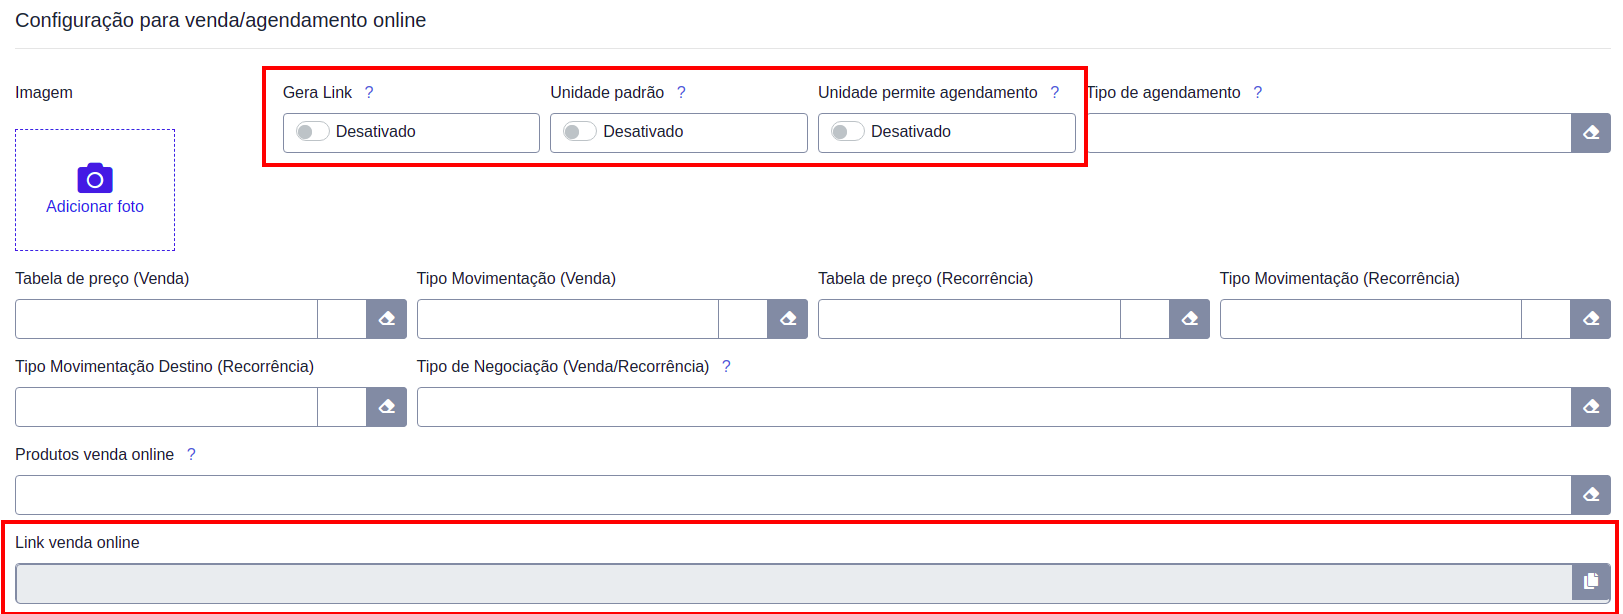 Configuração para venda/agendamento online
Imagem
Gera Link ?
Unidade padrão ?
Unidade permite agendamento ?
Tipo de agendamento ?
Desativado
Desativado
Desativado
Adicionar foto
Tabela de preço (Venda)
Tipo Movimentação (Venda)
Tabela de preço (Recorrência)
Tipo Movimentação (Recorrência)
Tipo Movimentação Destino (Recorrência)
Tipo de Negociação (Venda/Recorrência) ?
Produtos venda online ?
Link venda online